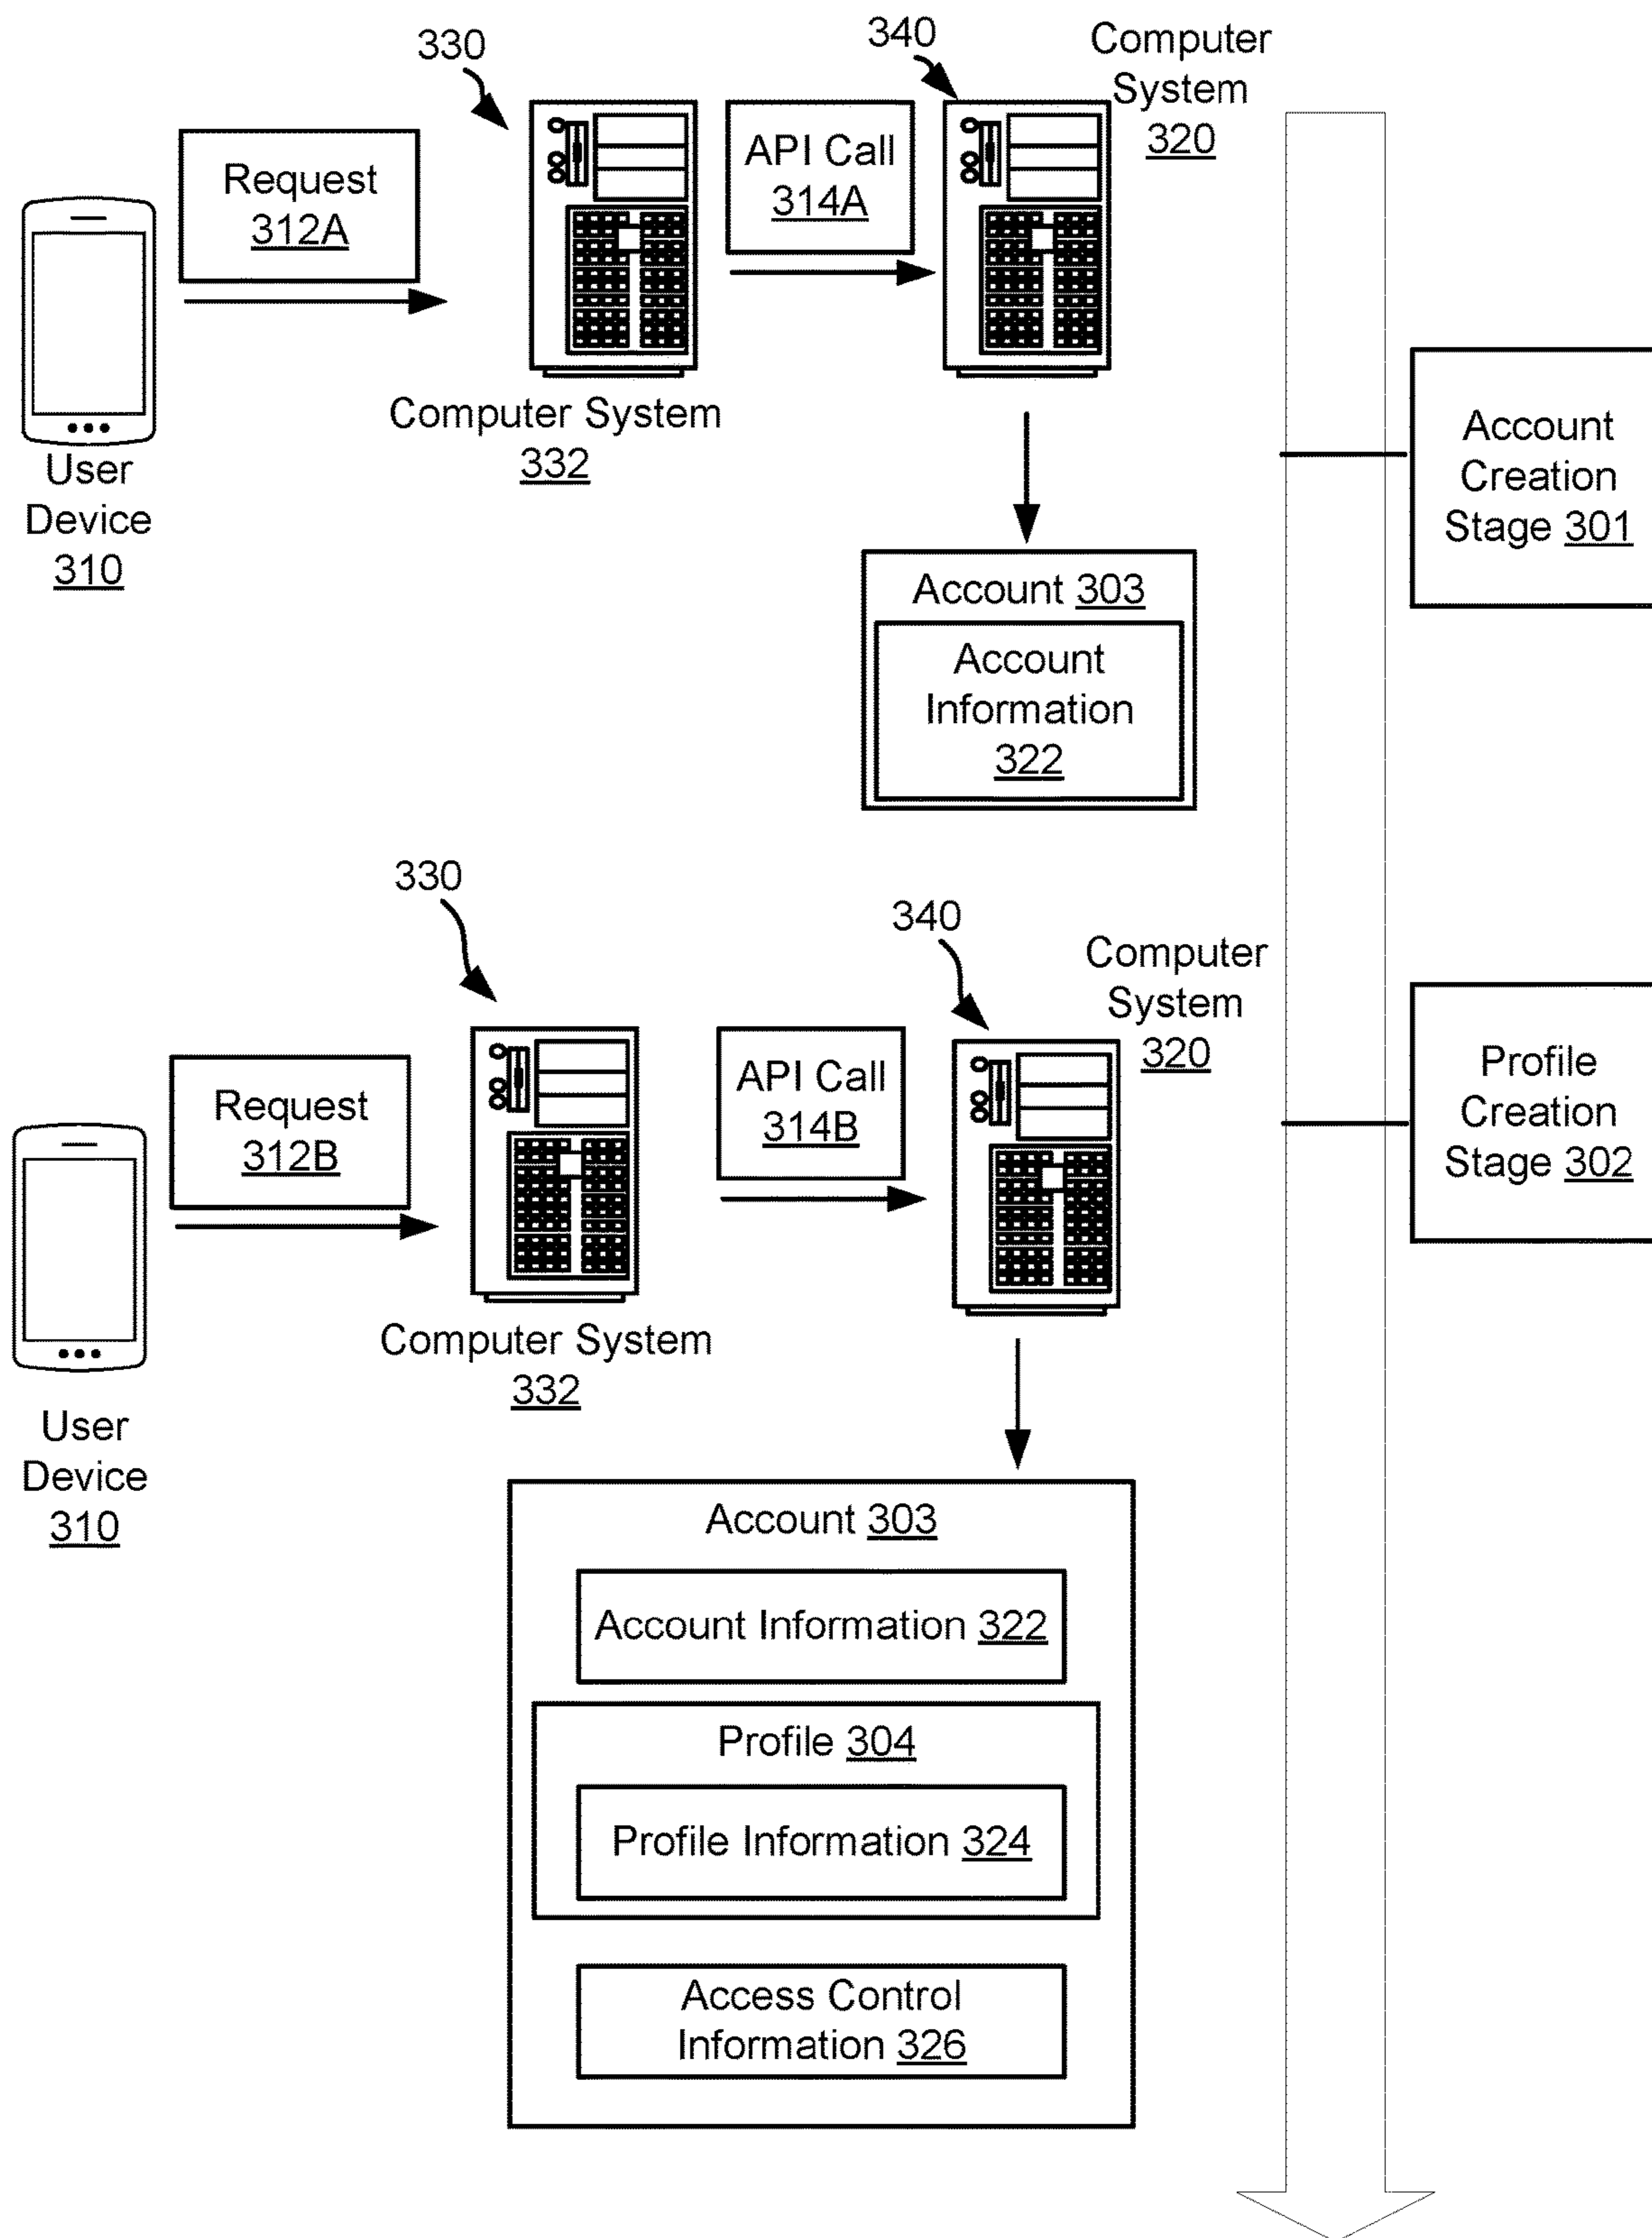 330
340
Computer
System
320
Request
312A
API Call
314A
User
Device
310
Computer System
332
Account
Creation
Stage 301
Account 303
Account
Information
322
330
340
Computer
System
320
Request
312B
API Call
314B
User
Device
310
Computer System
332
Profile
Creation
Stage 302
Account 303
Account Information 322
Profile 304
Profile Information 324
Access Control
Information 326